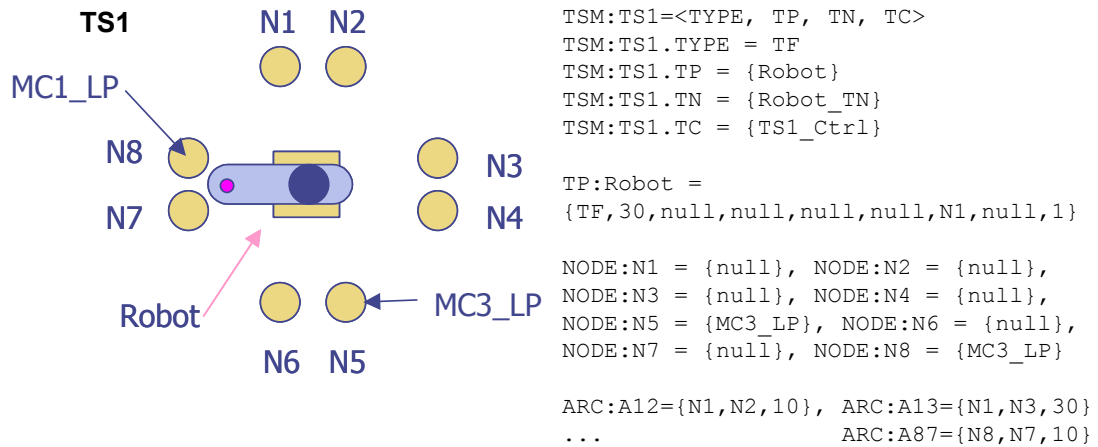 TS1
N1 N2
MC1_LP
N8
N3
N7
N4
Robot
MC3_LP
N6 N5
TSM:TS1=<TYPE, TP, TN, TC>
TSM:TS1.TYPE = TF
TSM:TS1.TP = {Robot}
TSM:TS1.TN = {Robot_TN}
TSM:TS1.TC = {TS1_Ctrl}
TP:Robot =
{TF,30,null,null,null,null,N1,null,1}
NODE:N1 = {null}, NODE:N2 = {null},
NODE:N3 = {null}, NODE:N4 = {null},
NODE:N5 = {MC3_LP}, NODE:N6 = {null},
NODE:N7 = {null}, NODE:N8 = {MC3_LP}
ARC:A12={N1,N2,10}, ARC:A13={N1,N3,30}
... ARC:A87={N8,N7,10}